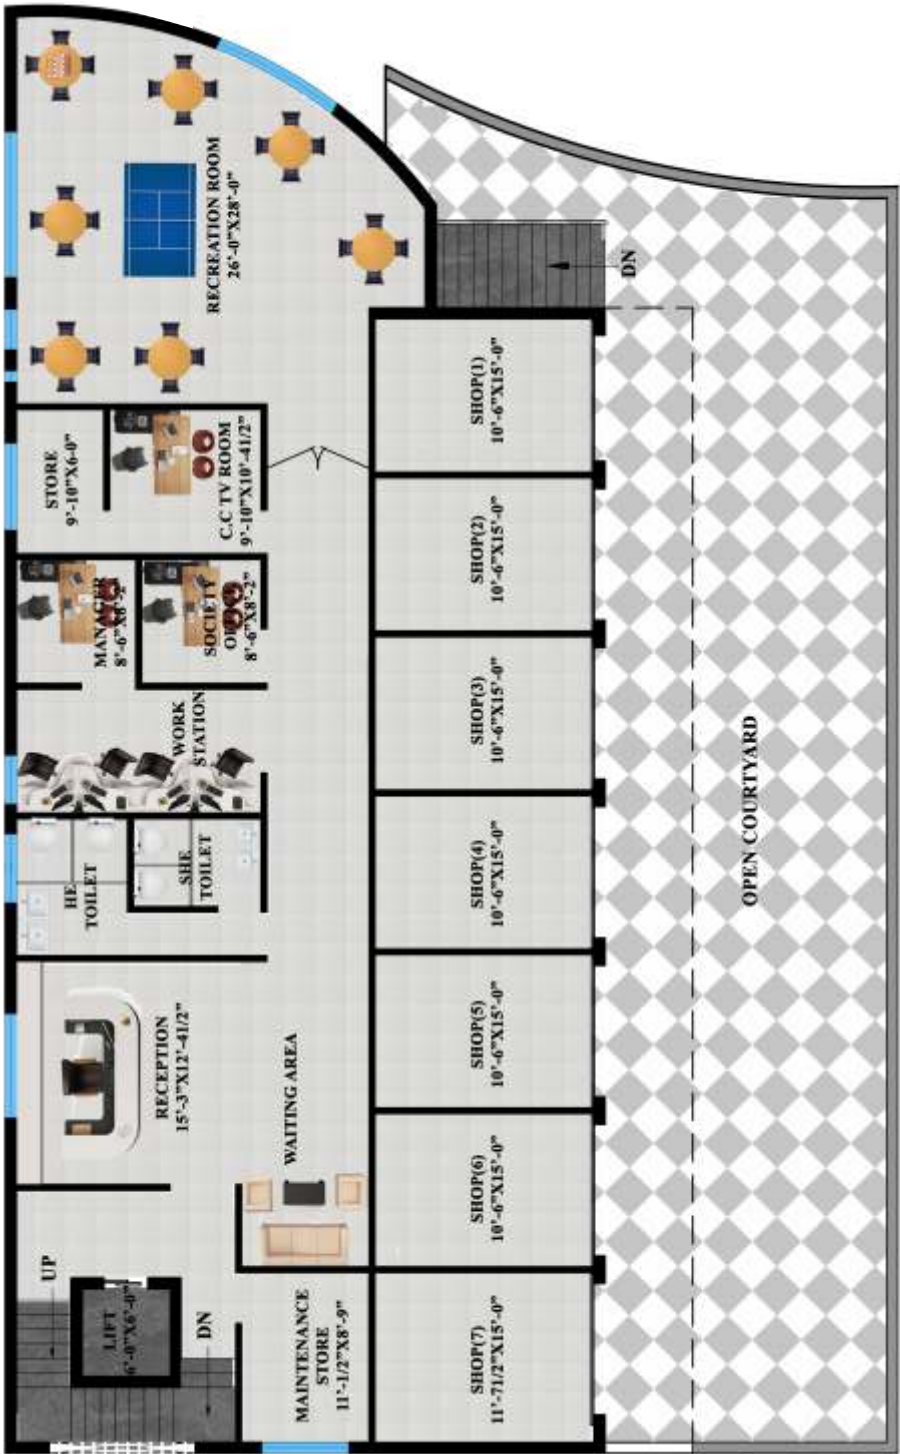 RECREATION ROOM
26'-0"X28'-0"
DN
STORE
9'-10"X6-0"
C.C TV ROOM
9'-10"X10'-41/2"
MANAGER
8'-6"X8'-2"
SOCIETY
OFFICE
8'-6"X8'-2"
WORK
STATION
HE
TOILET
SHE
TOILET
RECEPTION
15'-3"X12'-41/2"
WAITING AREA
UP
LIFT
6'-0"X6'-0"
DN
MAINTENANCE
STORE
11'-1/2"X8'-9"
SHOP(1)
10'-6"X15'-0"
SHOP(2)
10'-6"X15'-0"
SHOP(3)
10'-6"X15'-0"
SHOP(4)
10'-6"X15'-0"
SHOP(5)
10'-6"X15'-0"
SHOP(6)
10'-6"X15'-0"
SHOP(7)
11'-71/2"X15'-0"
OPEN COURTYARD